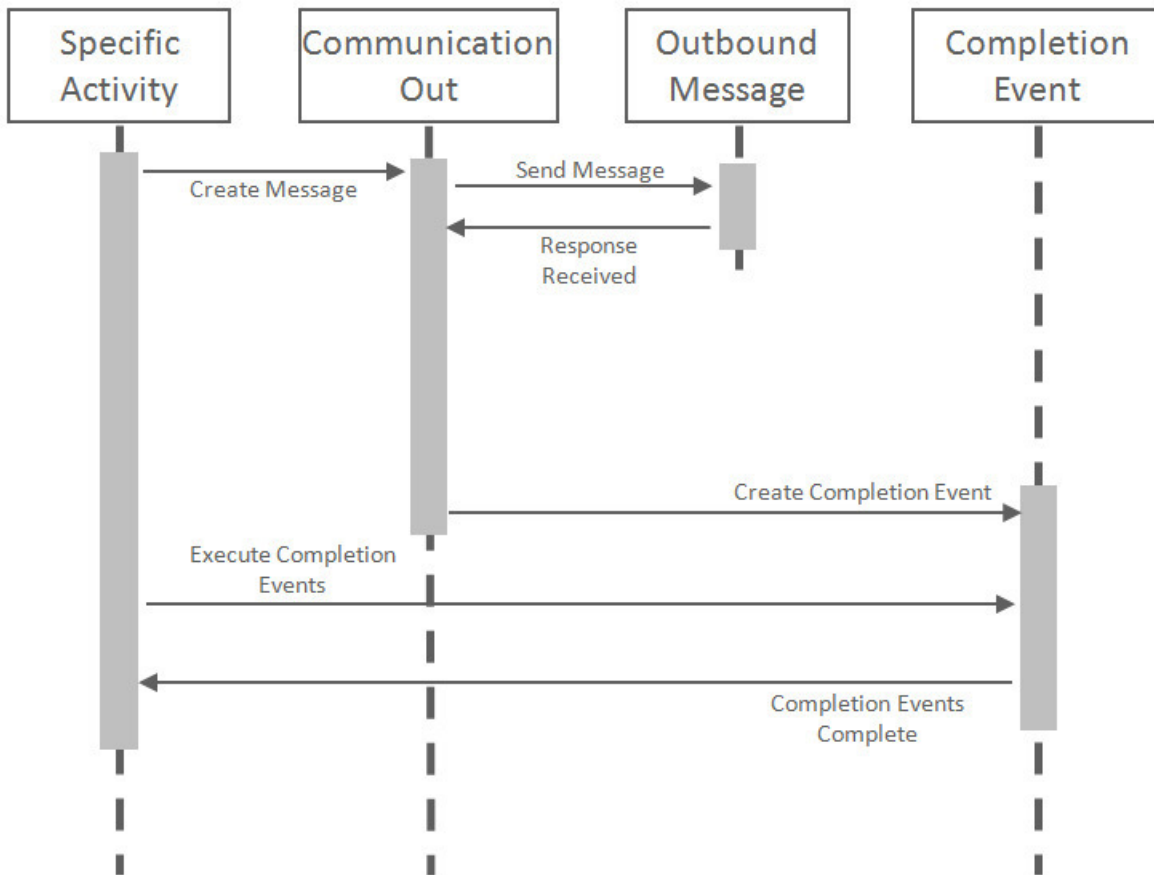 Specific
Activity
Communication
Out
Outbound
Message
Completion
Event
Create Message
Send Message
Response
Received
Create Completion Event
Execute Completion
Events
Completion Events
Complete